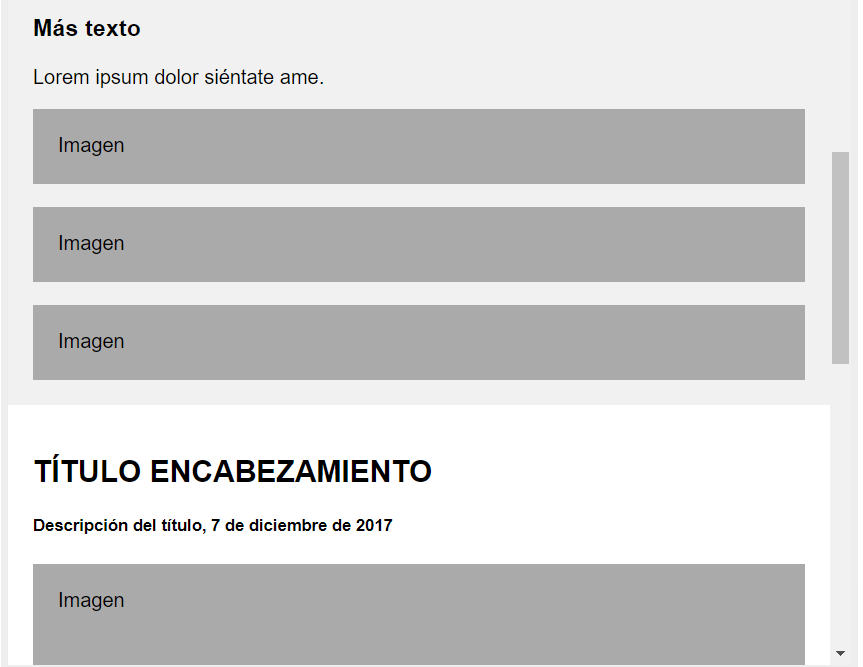 Más texto
Lorem ipsum dolor siéntate ame.
Imagen
Imagen
Imagen
TÍTULO ENCABEZAMIENTO
Descripción del título, 7 de diciembre de 2017
Imagen